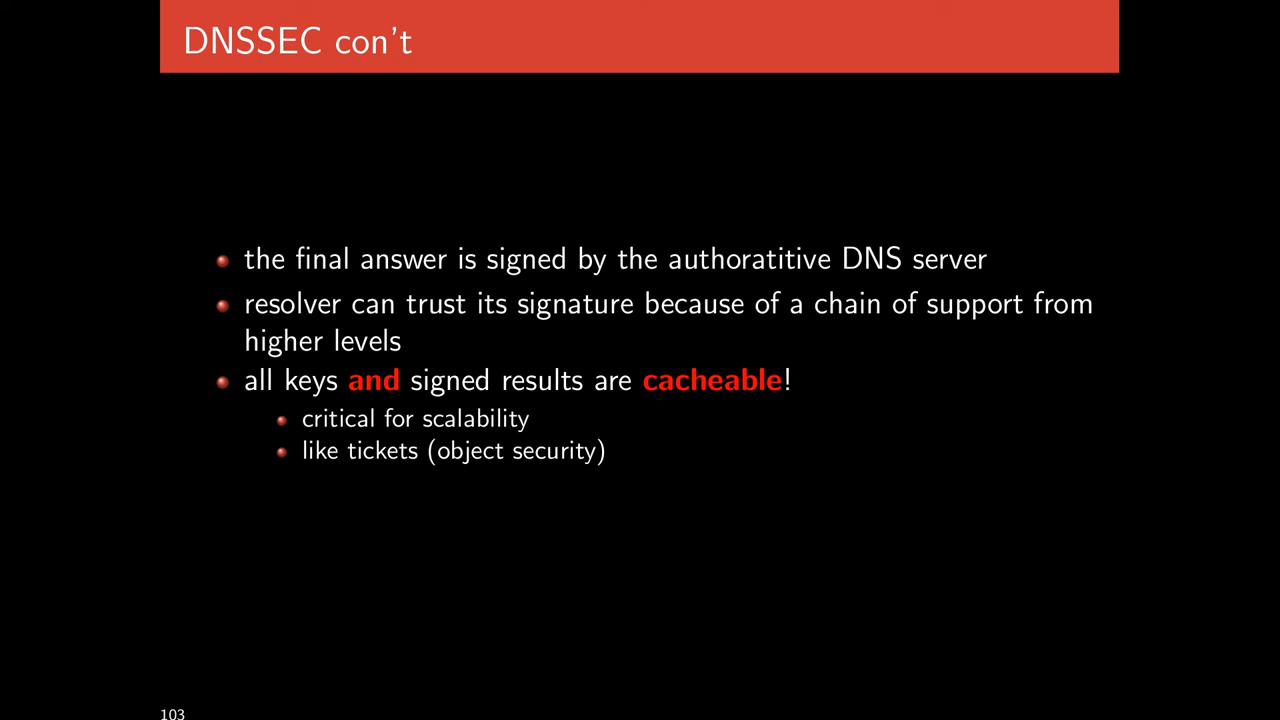 DNSSEC con't
the final answer is signed by the authoratitive DNS server
resolver can trust its signature because of a chain of support from
higher levels
all keys and signed results are cacheable!
critical for scalability
like tickets (object security)
103